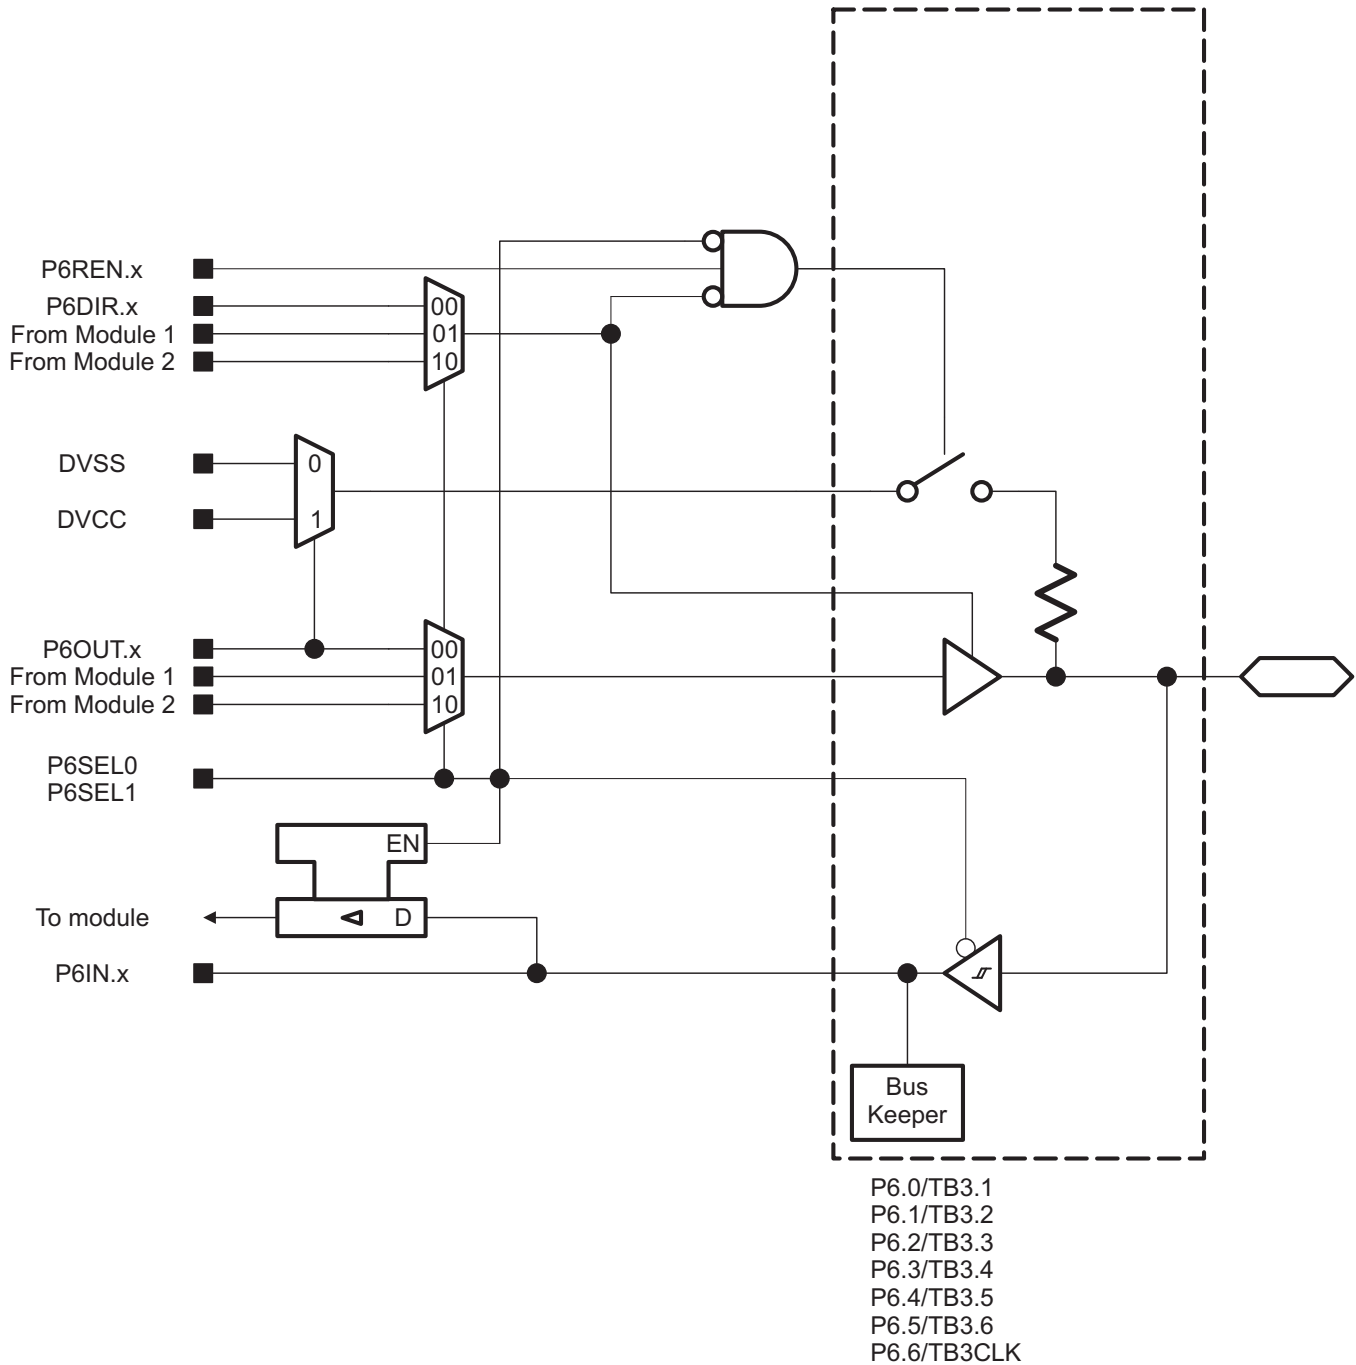 P6REN.x
P6DIR.x
From Module 1
From Module 2
00
01
10
DVSS
DVCC
0
1
P6OUT.x
From Module 1
From Module 2
00
01
10
P6SEL0
P6SEL1
EN
To module
D
P6IN.x
Bus
Keeper
P6.0/TB3.1
P6.1/TB3.2
P6.2/TB3.3
P6.3/TB3.4
P6.4/TB3.5
P6.5/TB3.6
P6.6/TB3CLK